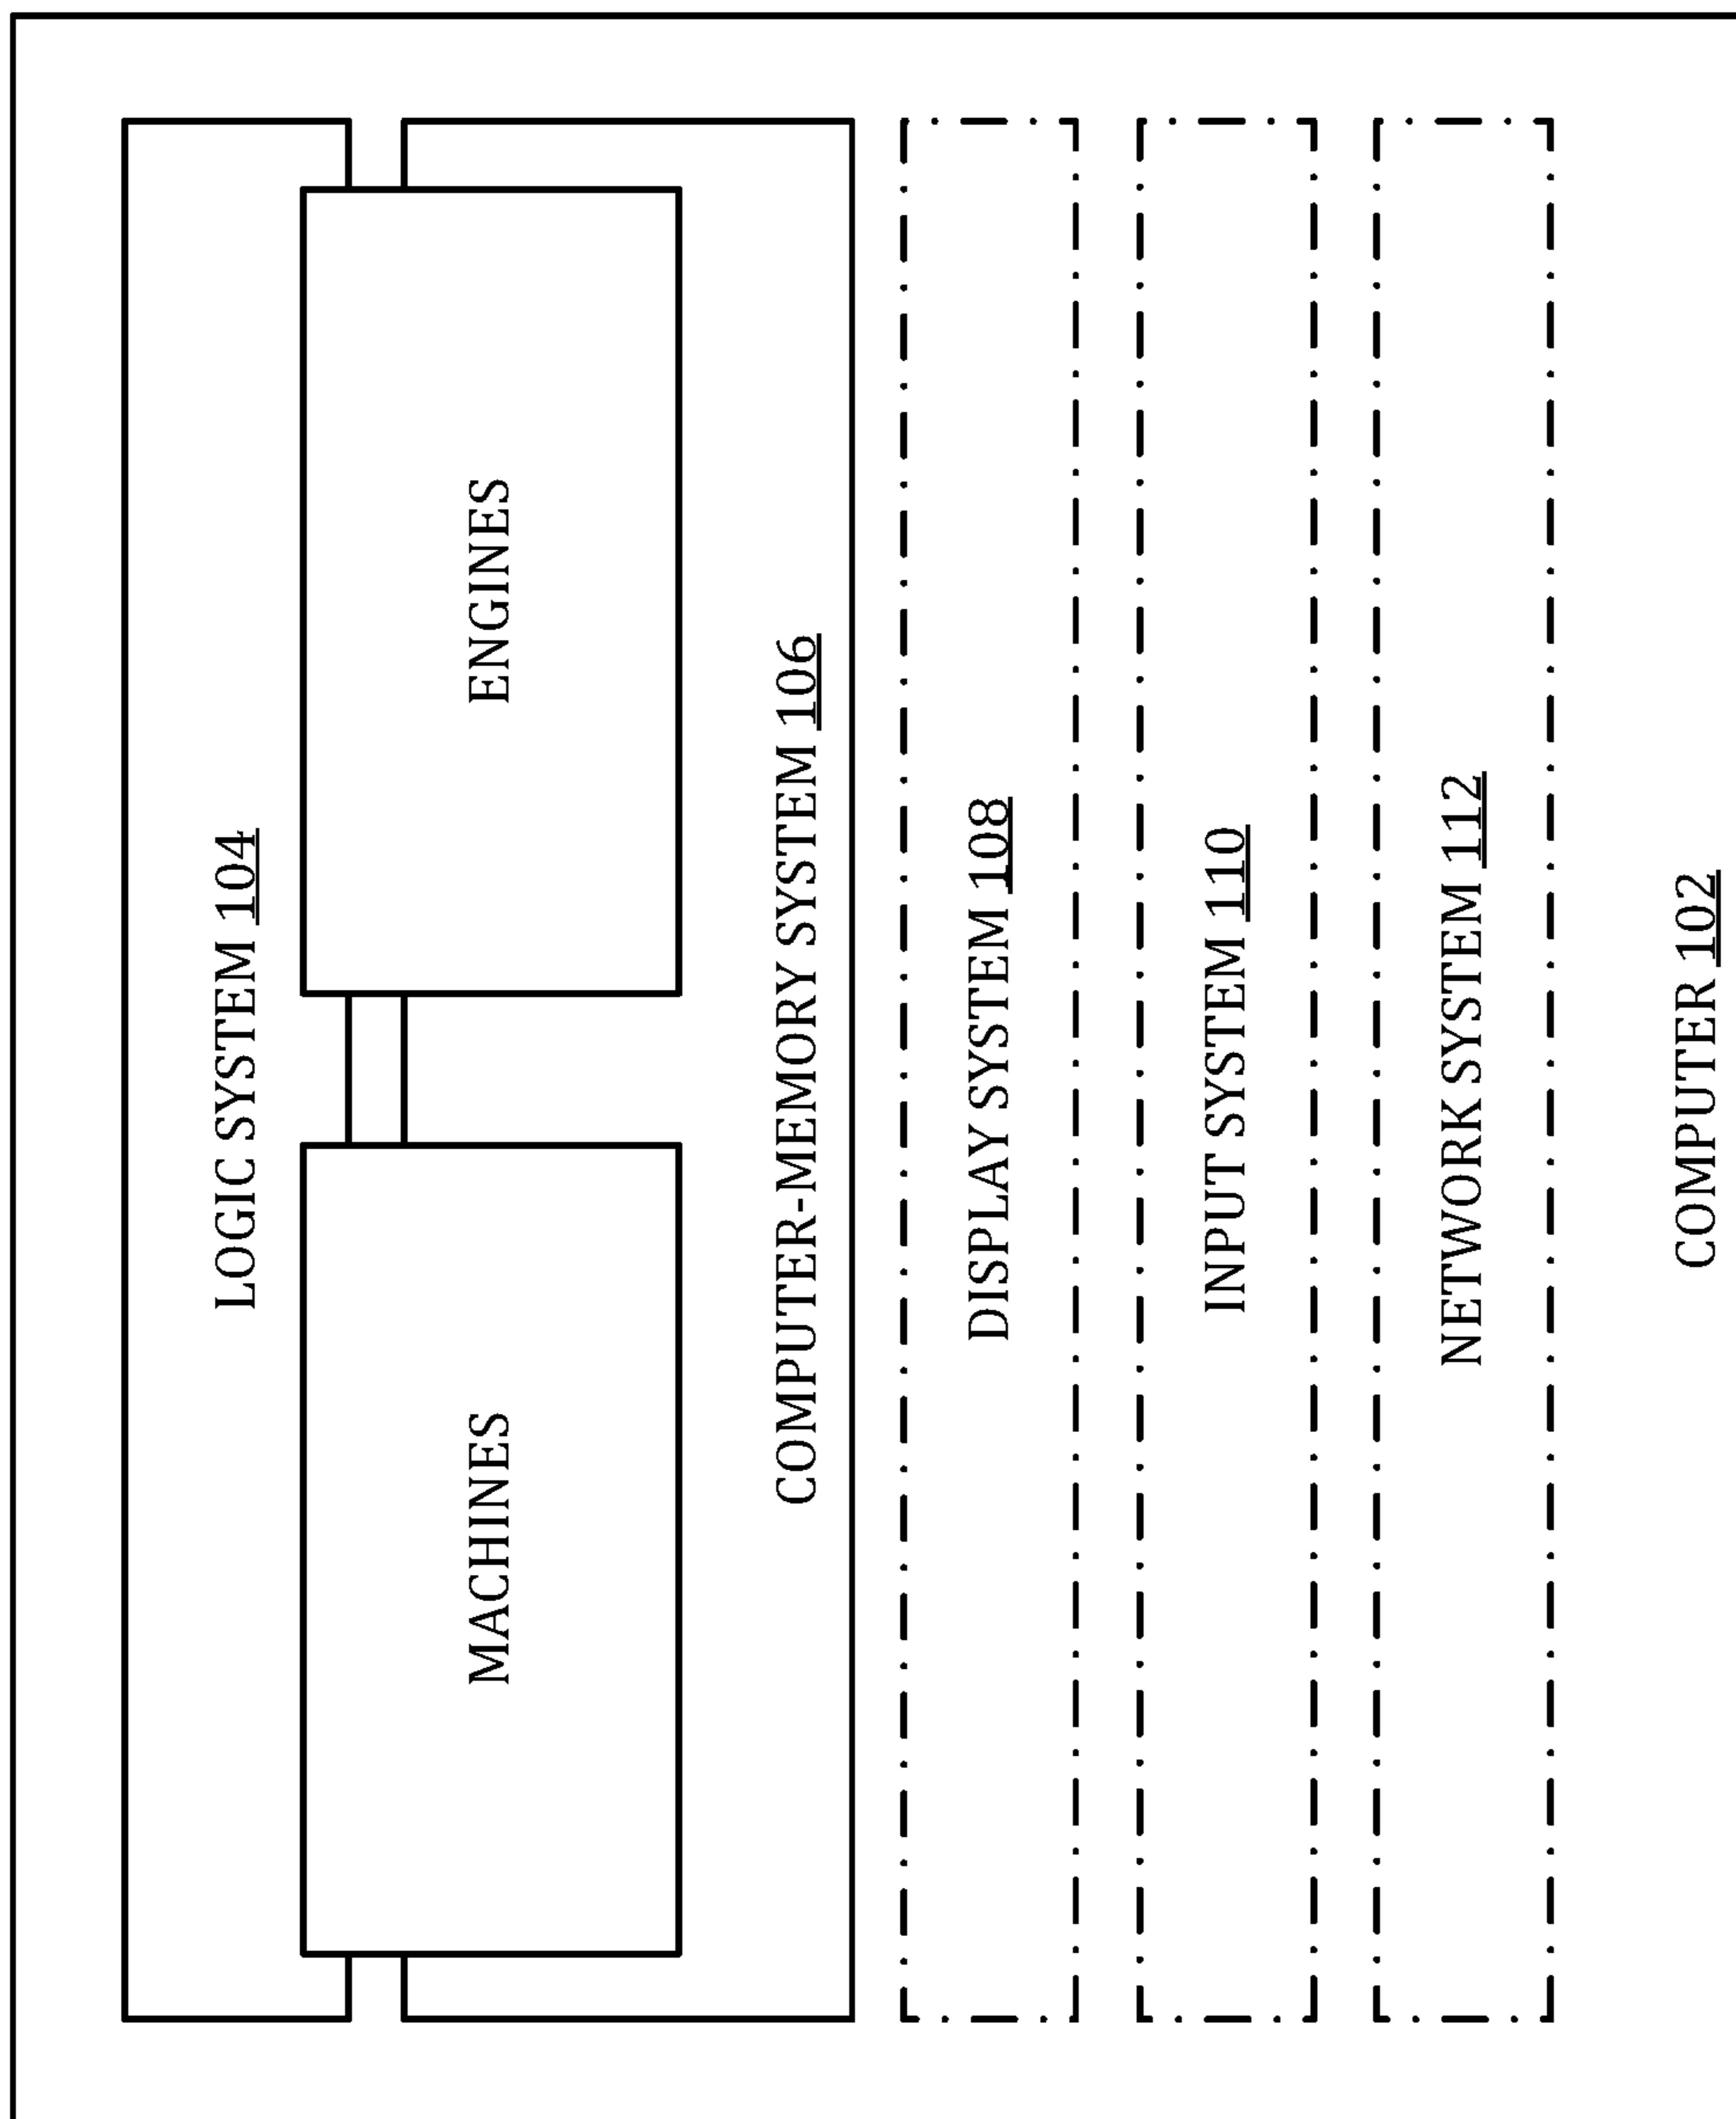 LOGIC SYSTEM 104
MACHINES
ENGINES
COMPUTER-MEMORY SYSTEM 106
DISPLAY SYSTEM 108
INPUT SYSTEM 110
NETWORK SYSTEM 112
COMPUTER 102